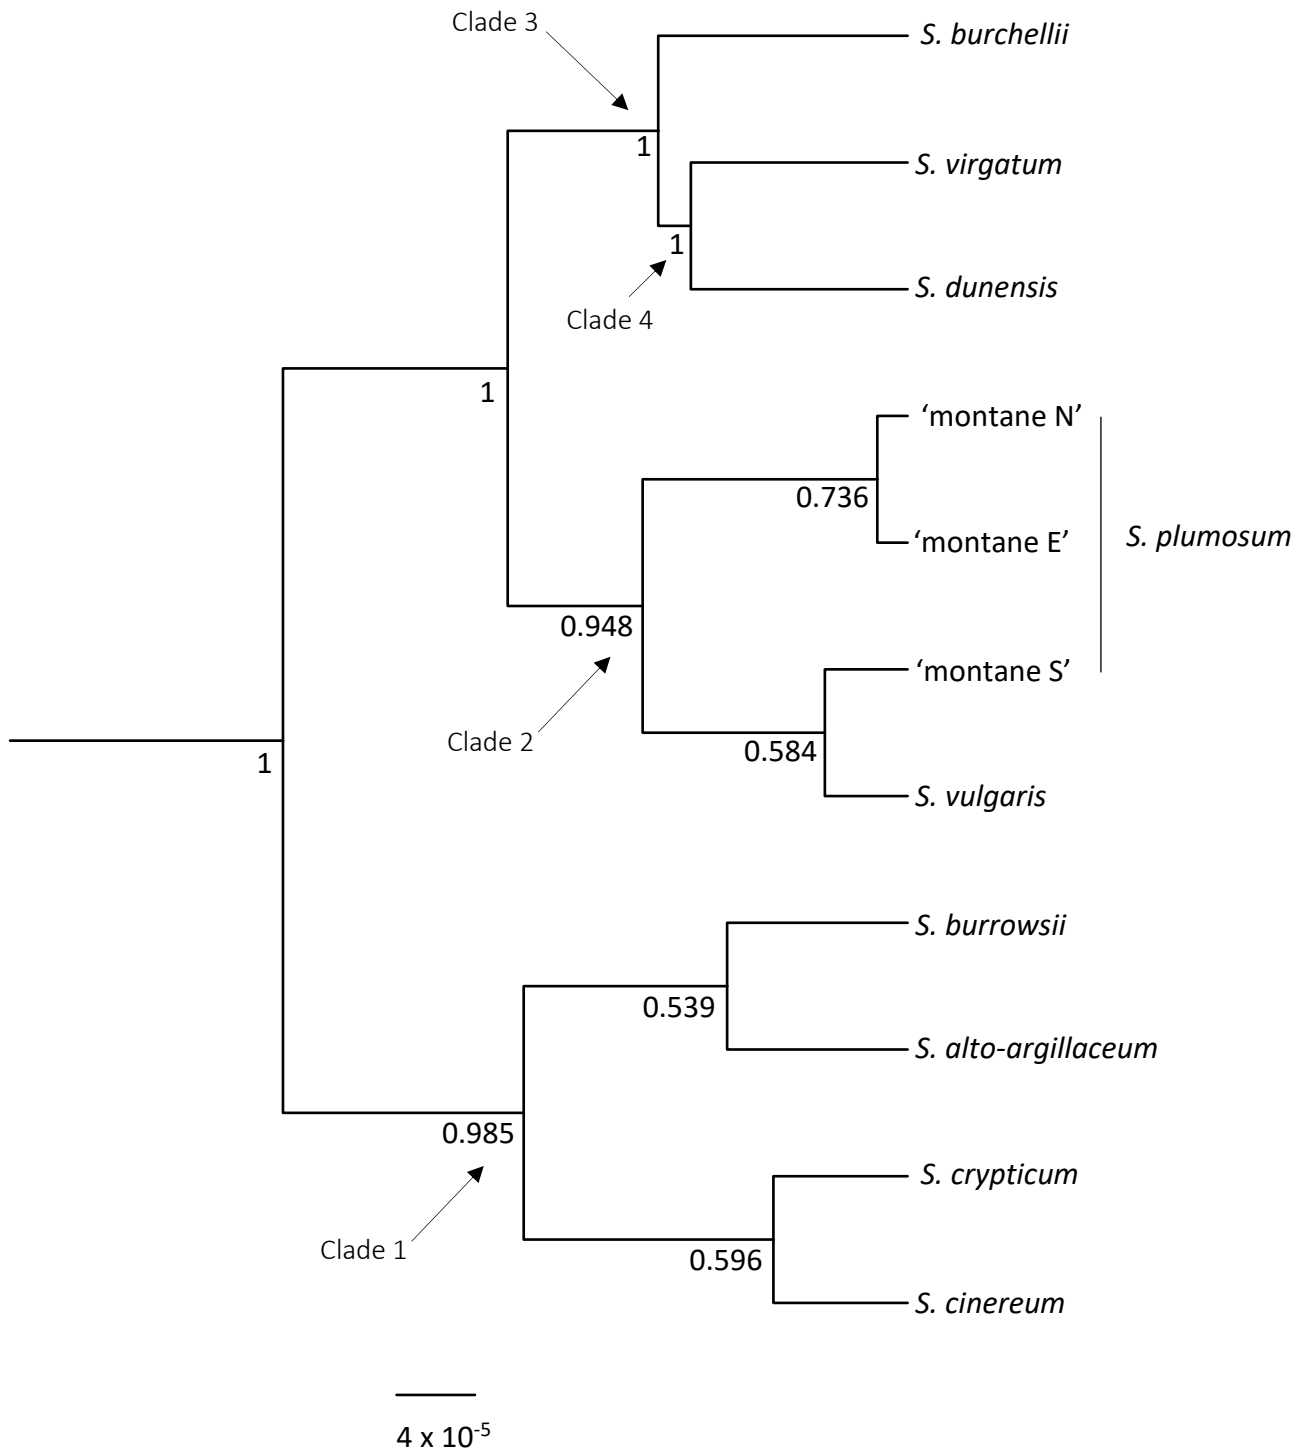 Clade 3
S. burchellii
1
S. virgatum
1
S. dunensis
Clade 4
1
‘montane N’
0.736
‘montane E’
S. plumosum
0.948
‘montane S’
Clade 2
0.584
1
S. vulgaris
S. burrowsii
0.539
S. alto-argillaceum
0.985
S. crypticum
Clade 1
0.596
S. cinereum
4 x 10⁻⁵